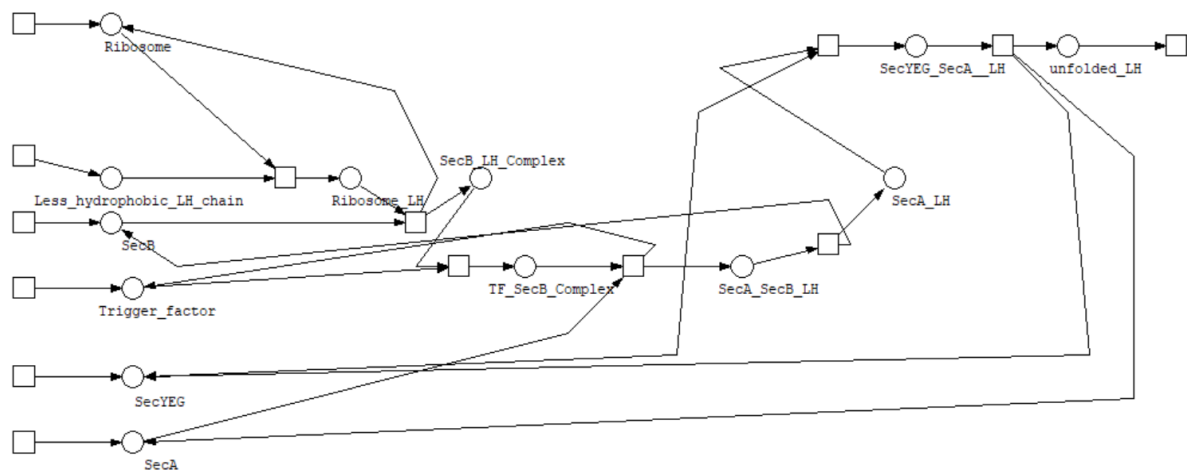 Ribosome
SecYEG_SecA__LH
unfolded_LH
SecB_LH_Complex
Less_hydrophobic_LH_chain
Ribosome_LH
SecA_LH
SecB
TF_SecB_Complex
SecA_SecB_LH
Trigger_factor
SecYEG
SecA